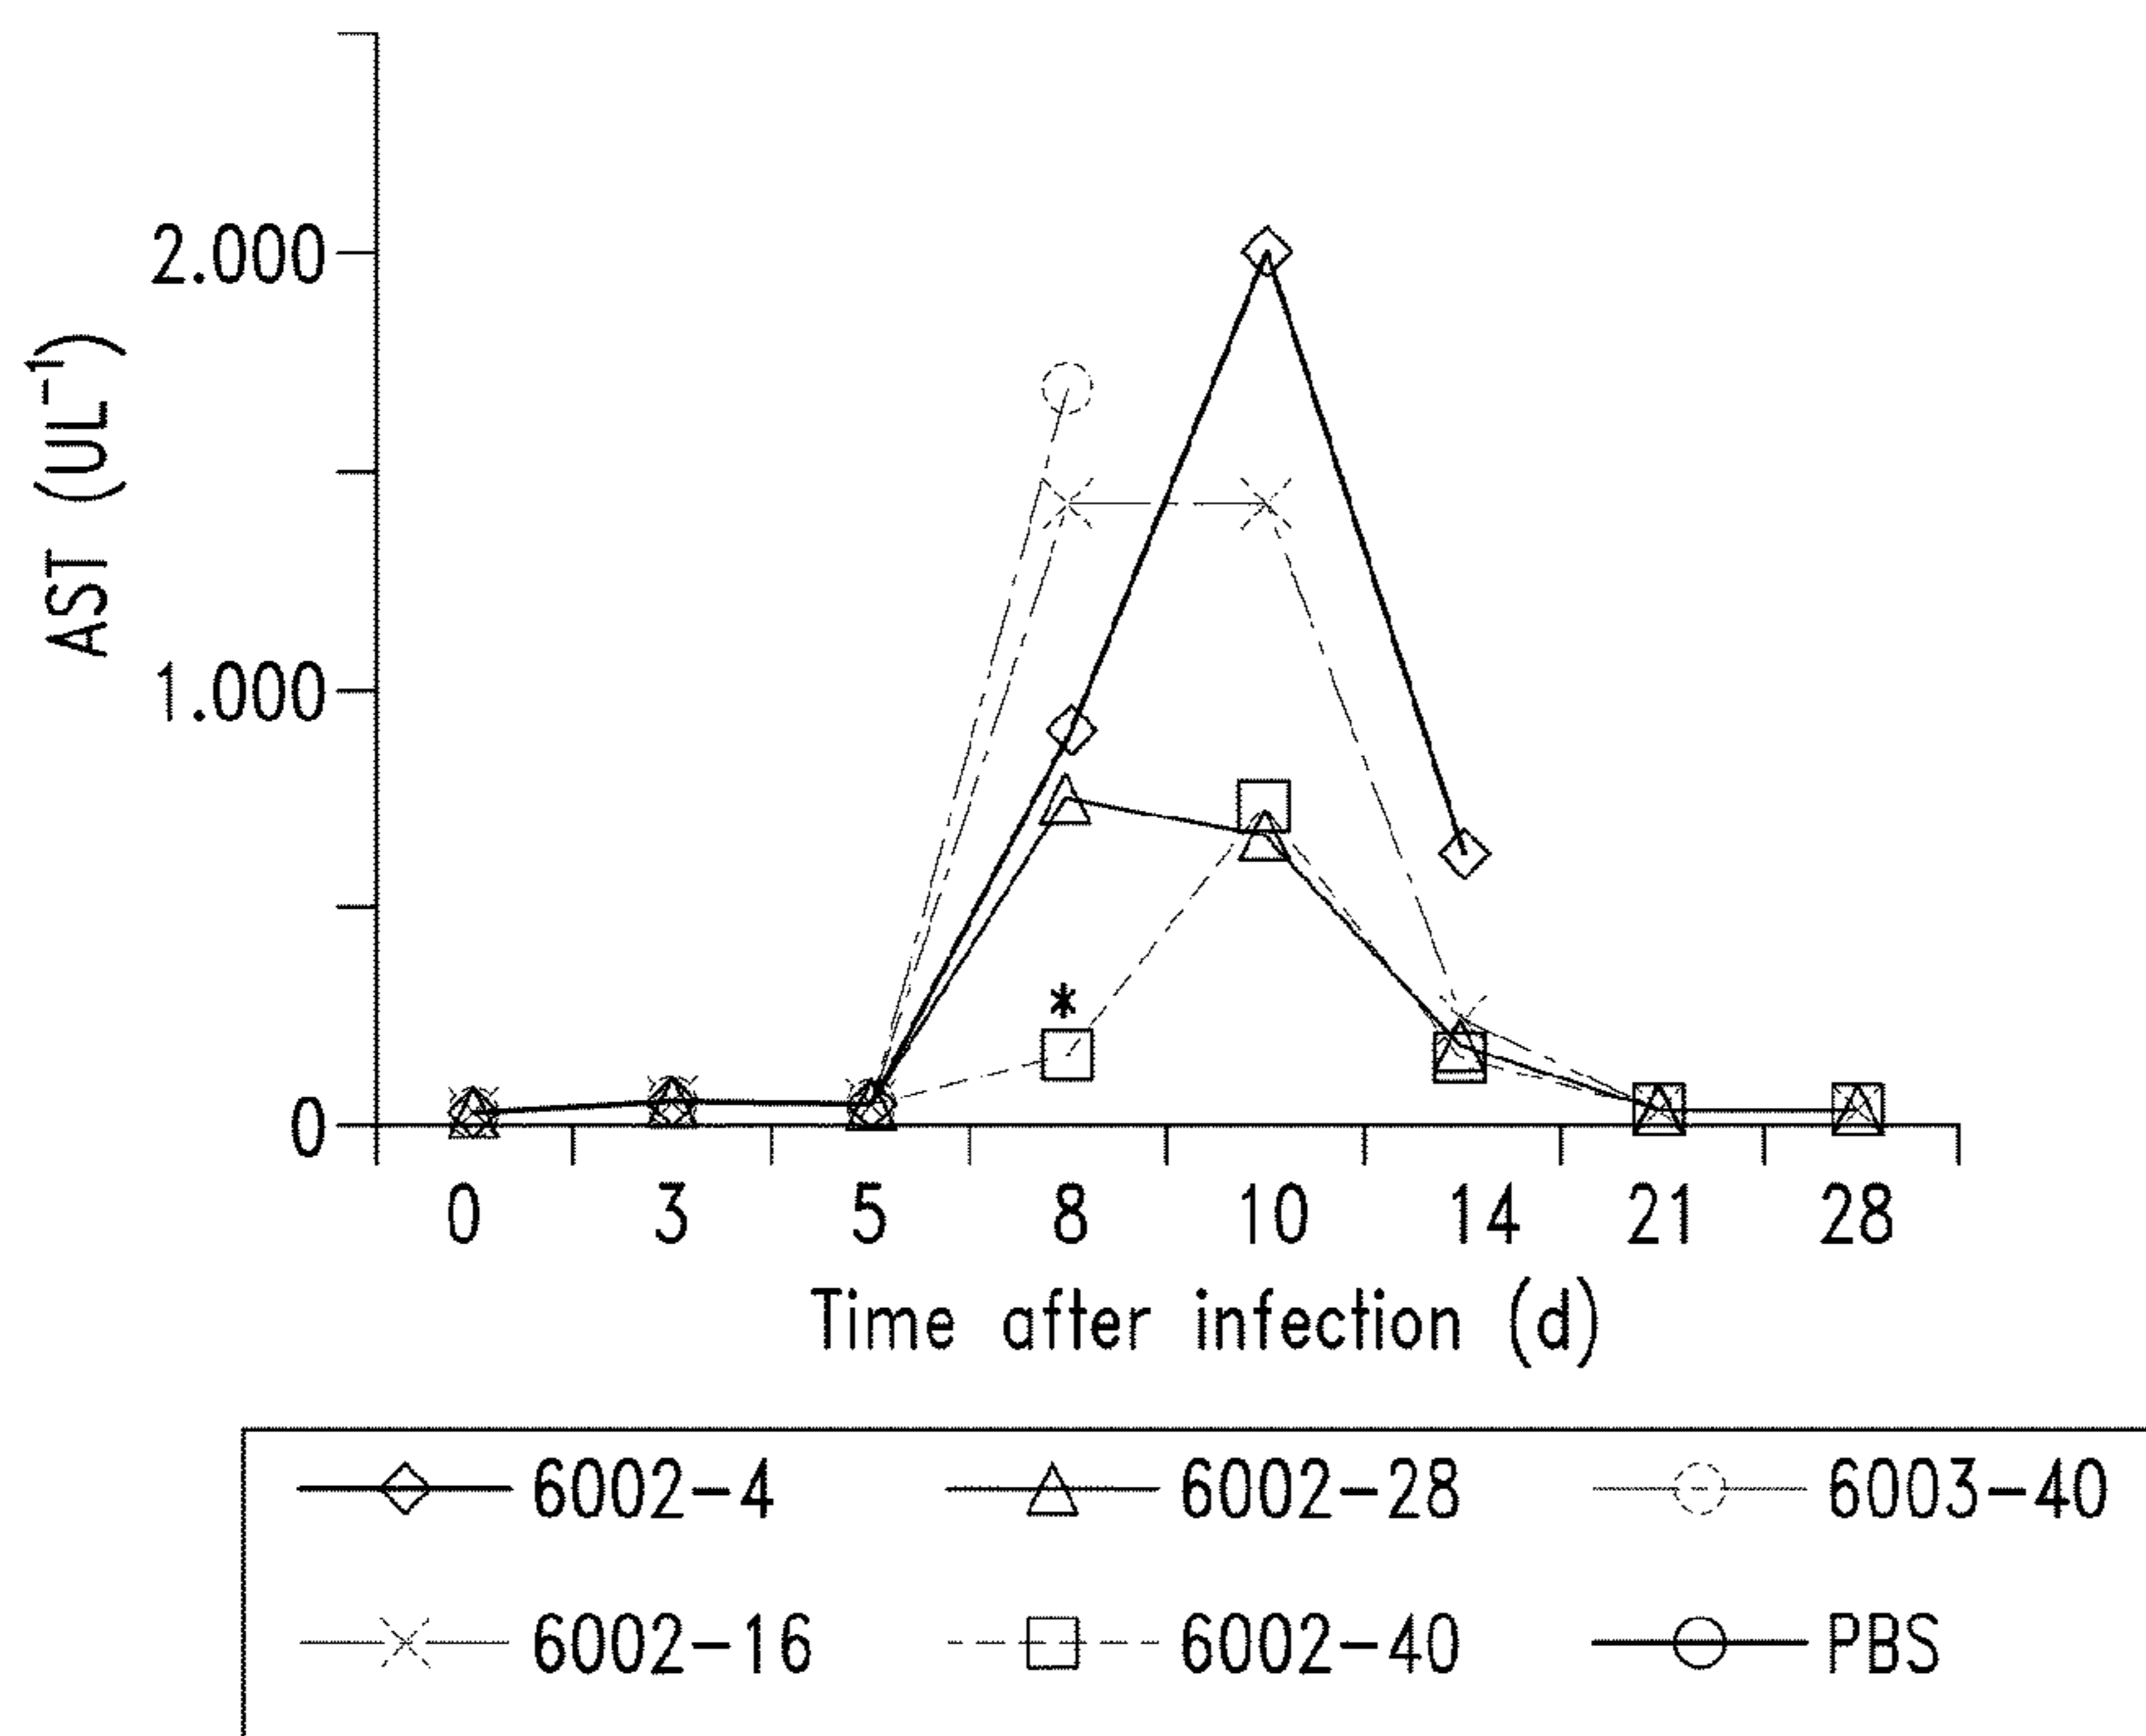 2.000
1.000
0
AST (UL⁻¹)
*
0 3 5 8 10 14 21 28
Time after infection (d)
6002-4 6002-28 6003-40
6002-16 6002-40 PBS